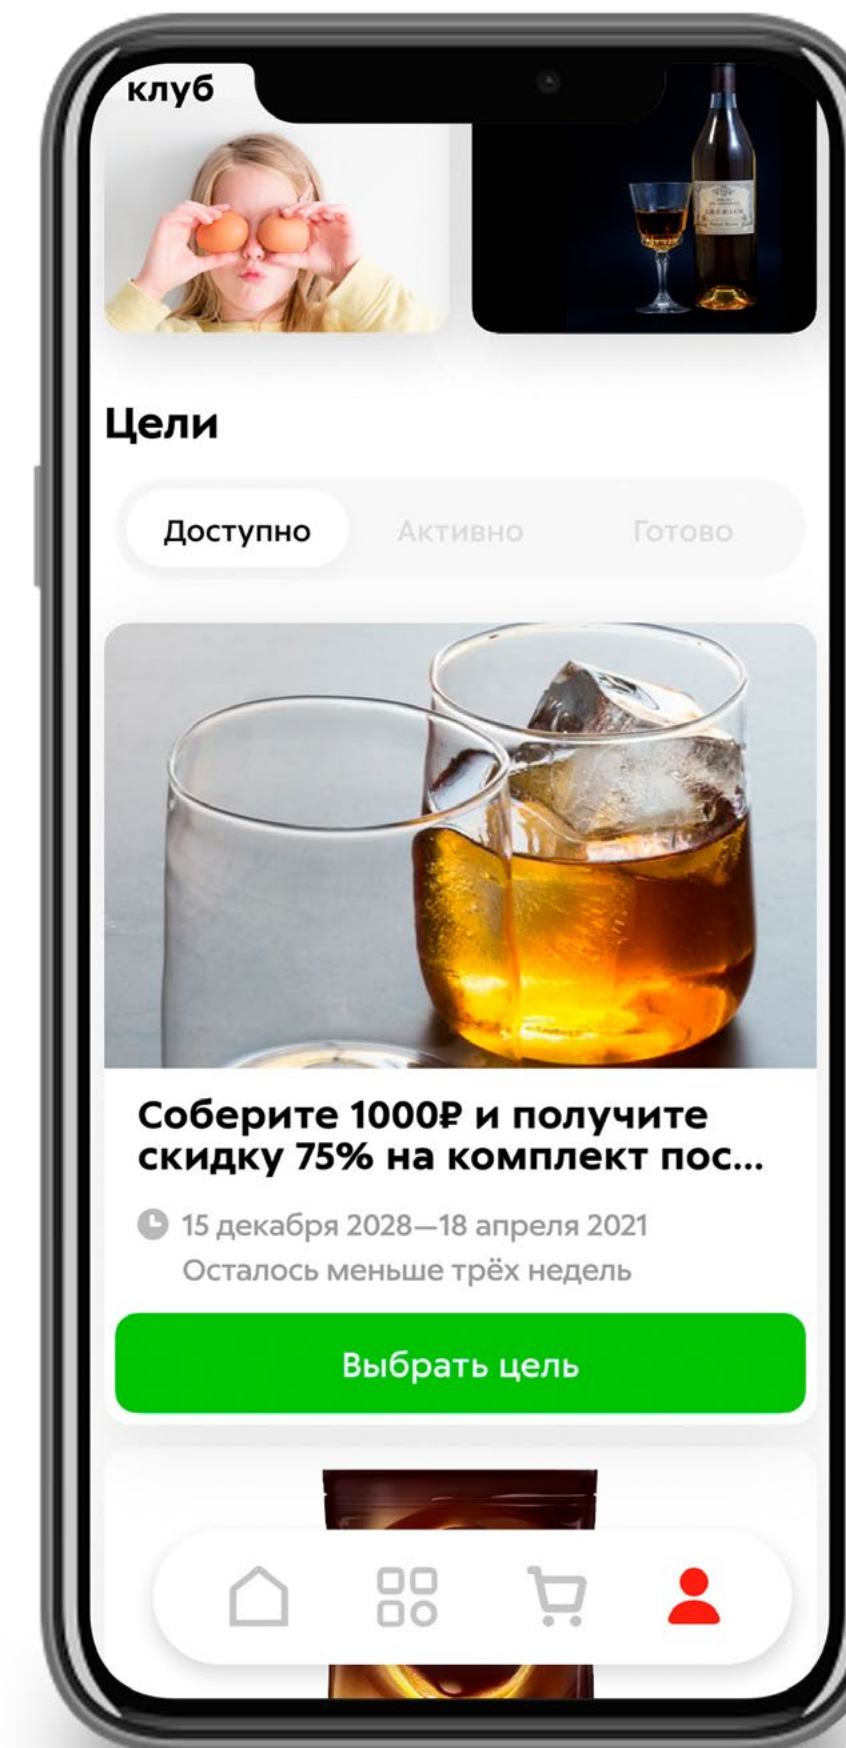 клуб
Цели
Доступно Активно Готово
Соберите 1000₽ и получите
скидку 75% на комплект пос...
15 декабря 2028—18 апреля 2021
Осталось меньше трёх недель
Выбрать цель